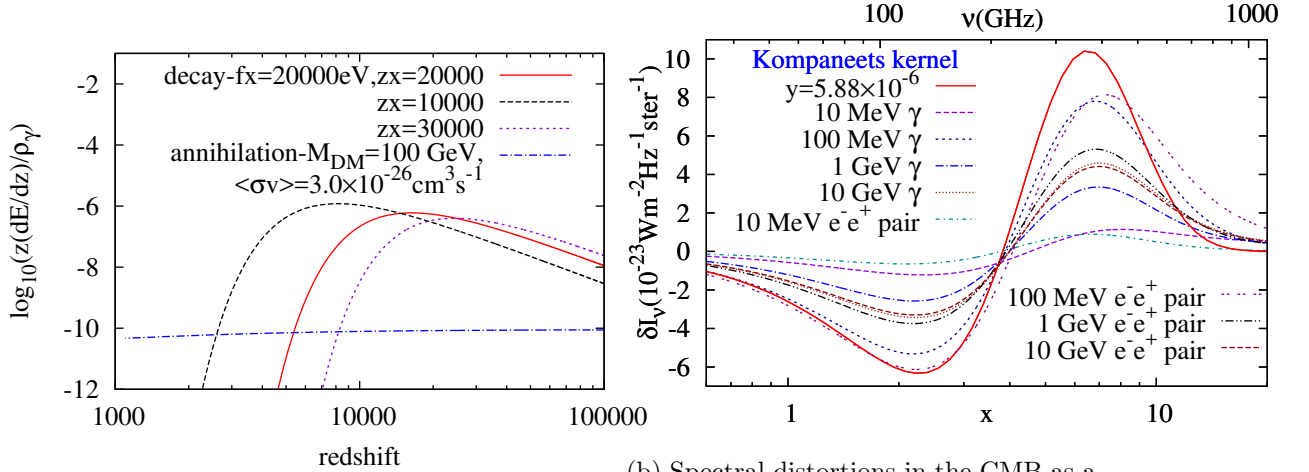 log₁₀(z(dE/dz)/ργ)
-2
-4
-6
-8
-10
-12
decay-fx=20000eV,zx=20000
zx=10000
zx=30000
annihilation-M_DM=100 GeV,
<σv>=3.0×10⁻²⁶cm³s⁻¹
1000 10000 100000
redshift
100 ν(GHz) 1000
δIν(10⁻²³Wm⁻²Hz⁻¹ster⁻¹)
10
8
6
4
2
0
-2
-4
-6
Kompaneets kernel
y=5.88×10⁻⁶
10 MeV γ
100 MeV γ
1 GeV γ
10 GeV γ
10 MeV e⁻e⁺ pair
100 MeV e⁻e⁺ pair
1 GeV e⁻e⁺ pair
10 GeV e⁻e⁺ pair
1 x 10
(b) Spectral distortions in the CMB as a